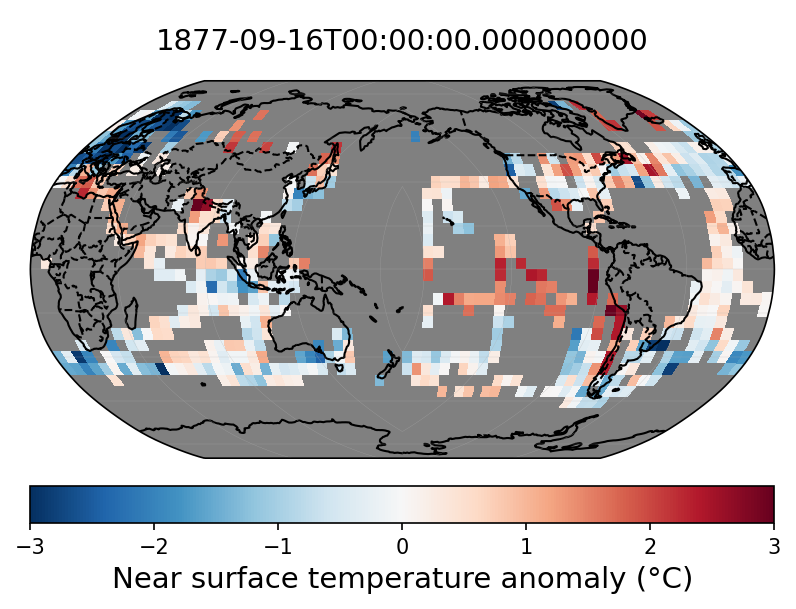 1877-09-16T00:00:00.000000000
−3 −2 −1 0 1 2 3
Near surface temperature anomaly (°C)